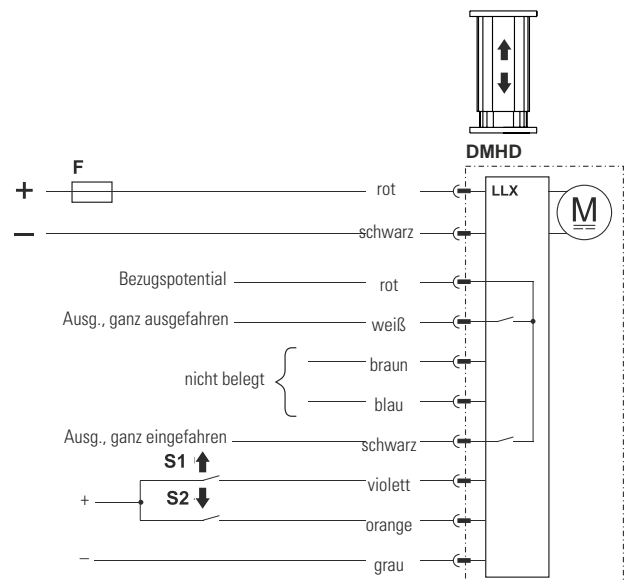 DMHD
F
+ rot LLX
M
− schwarz
Bezugspotential rot
Ausg., ganz ausgefahren weiß
braun
nicht belegt
blau
Ausg., ganz eingefahren schwarz
S1
violett
+ S2
orange
− grau